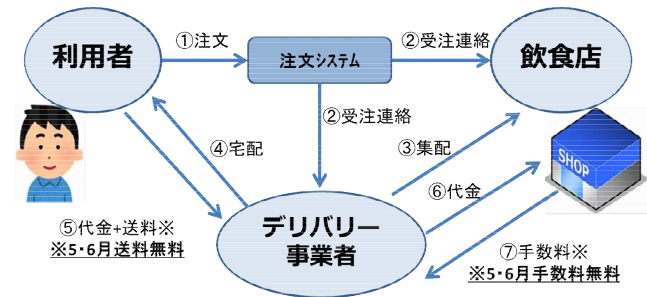 利用者
①注文
注文システム
②受注連絡
飲食店
②受注連絡
④宅配
③集配
SHOP
⑥代金
⑤代金+送料※
※5・6月送料無料
デリバリー
事業者
⑦手数料※
※5・6月手数料無料